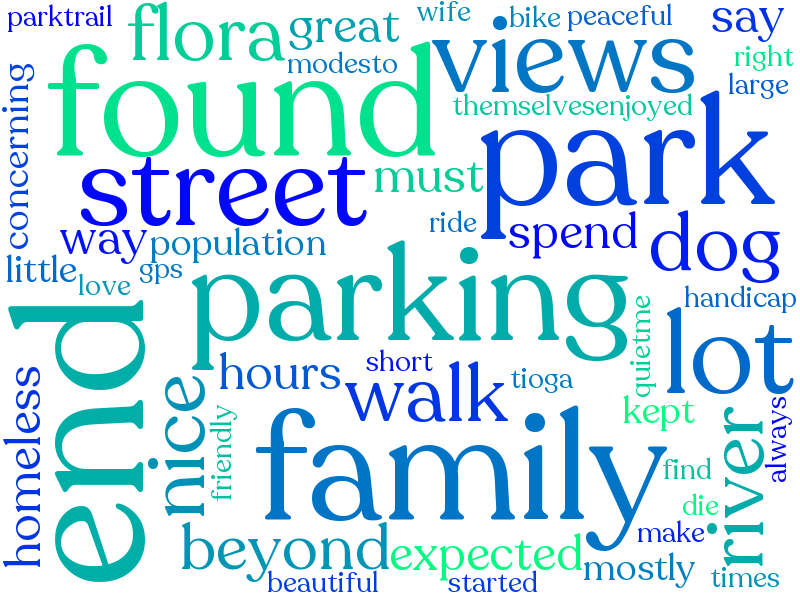 parktrail
flora
great
wife
bike
peaceful
say
modesto
views
right
large
concerning
found
themselvesenjoyed
park
street
must
way
population
ride
spend
dog
little
love
gps
parking
handicap
end
quietme
lot
homeless
nice
friendly
hours
short
walk
tioga
kept
river
always
family
find
die
make
beyond
expected
mostly
times
beautiful
started